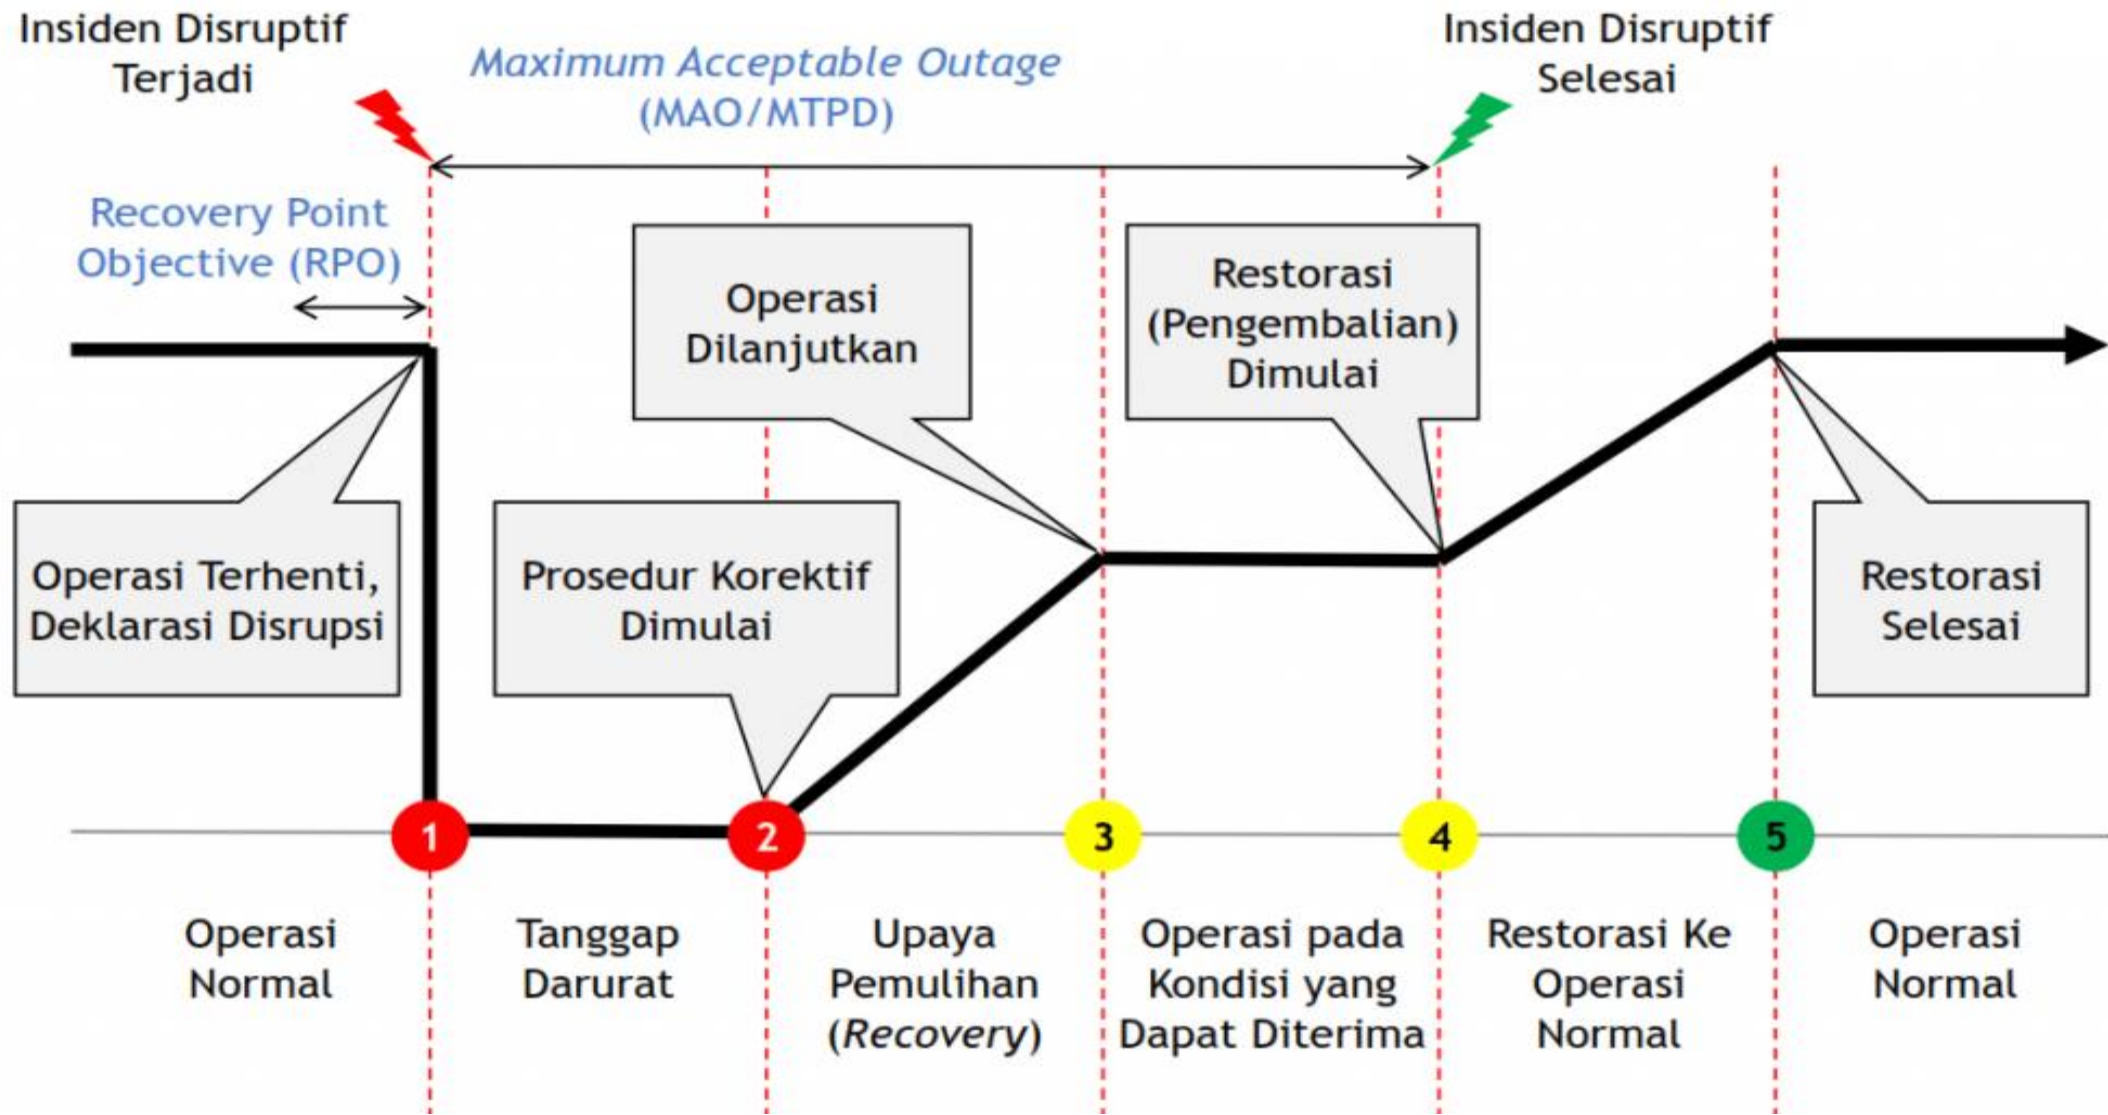 Insiden Disruptif
Terjadi
Maximum Acceptable Outage
(MAO/MTPD)
Insiden Disruptif
Selesai
Recovery Point
Objective (RPO)
Operasi
Dilanjutkan
Restorasi
(Pengembalian)
Dimulai
Operasi Terhenti,
Deklarasi Disrupsi
Prosedur Korektif
Dimulai
Restorasi
Selesai
1
2
3
4
5
Operasi
Normal
Tanggap
Darurat
Upaya
Pemulihan
(Recovery)
Operasi pada
Kondisi yang
Dapat Diterima
Restorasi Ke
Operasi
Normal
Operasi
Normal